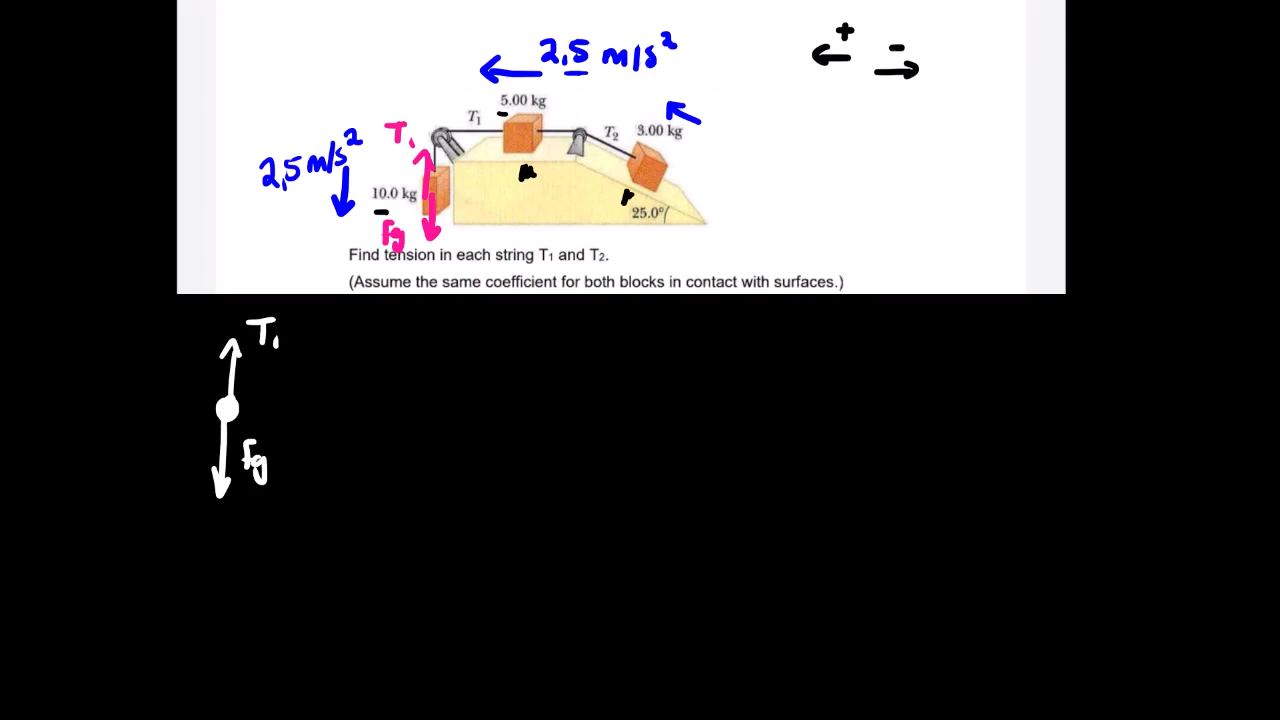 2,5 m/s²
+
-
5.00 kg
T₁
T₂
3.00 kg
2,5 m/s²
T₁
10.0 kg
μ
25.0°
Fg
Find tension in each string T₁ and T₂.
(Assume the same coefficient for both blocks in contact with surfaces.)
T₁
Fg